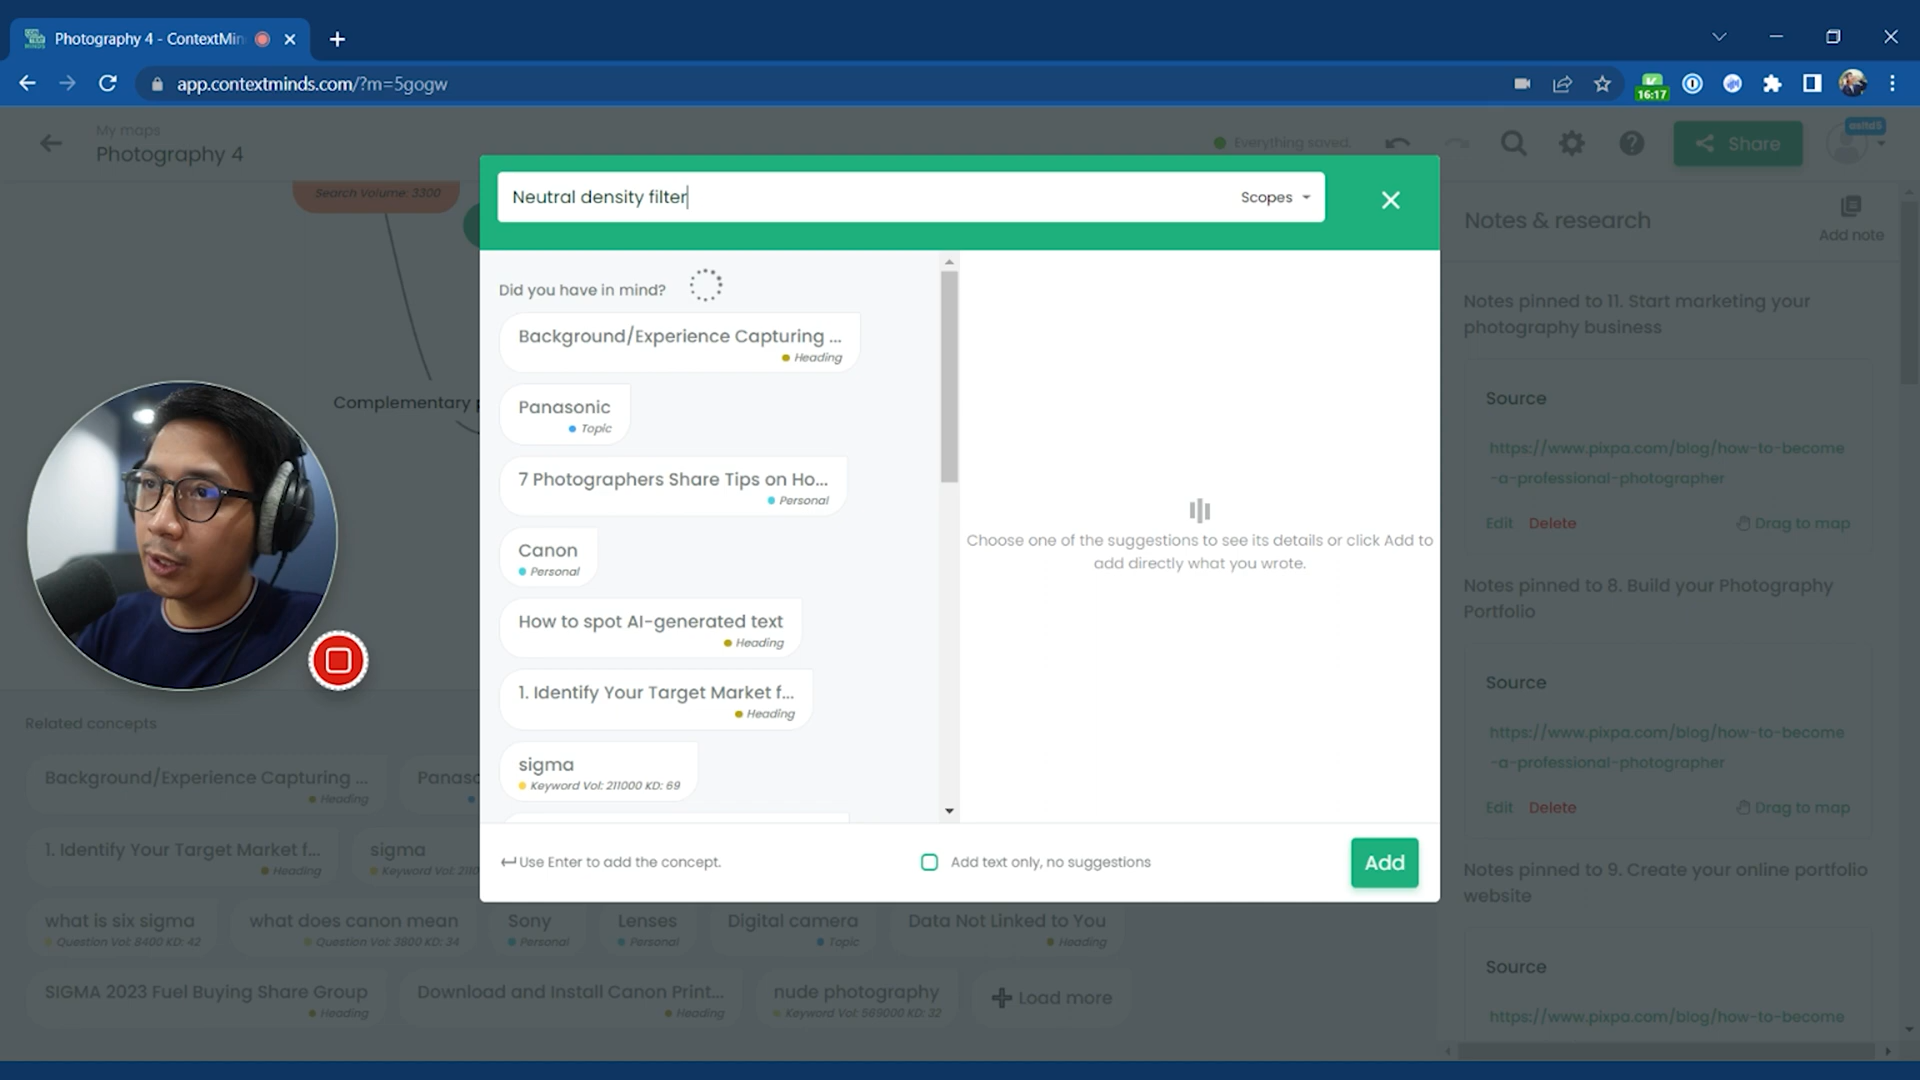 Photography 4 - ContextMin
app.contextminds.com/?m=5gogw
16:17
My maps
Photography 4
Everything saved.
Share
asitd5
Search Volume: 3300
Complementary p
Neutral density filter
Scopes
Did you have in mind?
Background/Experience Capturing ...
Heading
Panasonic
Topic
7 Photographers Share Tips on Ho...
Personal
Canon
Personal
How to spot AI-generated text
Heading
1. Identify Your Target Market f...
Heading
sigma
Keyword Vol: 211000 KD: 69
Choose one of the suggestions to see its details or click Add to
add directly what you wrote.
Use Enter to add the concept.
Add text only, no suggestions
Add
Notes & research
Add note
Notes pinned to 11. Start marketing your
photography business
Source
https://www.pixpa.com/blog/how-to-become
-a-professional-photographer
Edit Delete Drag to map
Notes pinned to 8. Build your Photography
Portfolio
Source
https://www.pixpa.com/blog/how-to-become
-a-professional-photographer
Edit Delete Drag to map
Notes pinned to 9. Create your online portfolio
website
Source
https://www.pixpa.com/blog/how-to-become
Related concepts
Background/Experience Capturing ...
Heading
Panaso
1. Identify Your Target Market f...
Heading
sigma
Keyword Vol: 2110
what is six sigma
Question Vol: 8400 KD: 42
what does canon mean
Question Vol: 3800 KD: 34
Sony
Personal
Lenses
Personal
Digital camera
Topic
Data Not Linked to You
Heading
SIGMA 2023 Fuel Buying Share Group
Heading
Download and Install Canon Print...
Heading
nude photography
Keyword Vol: 589000 KD: 32
Load more